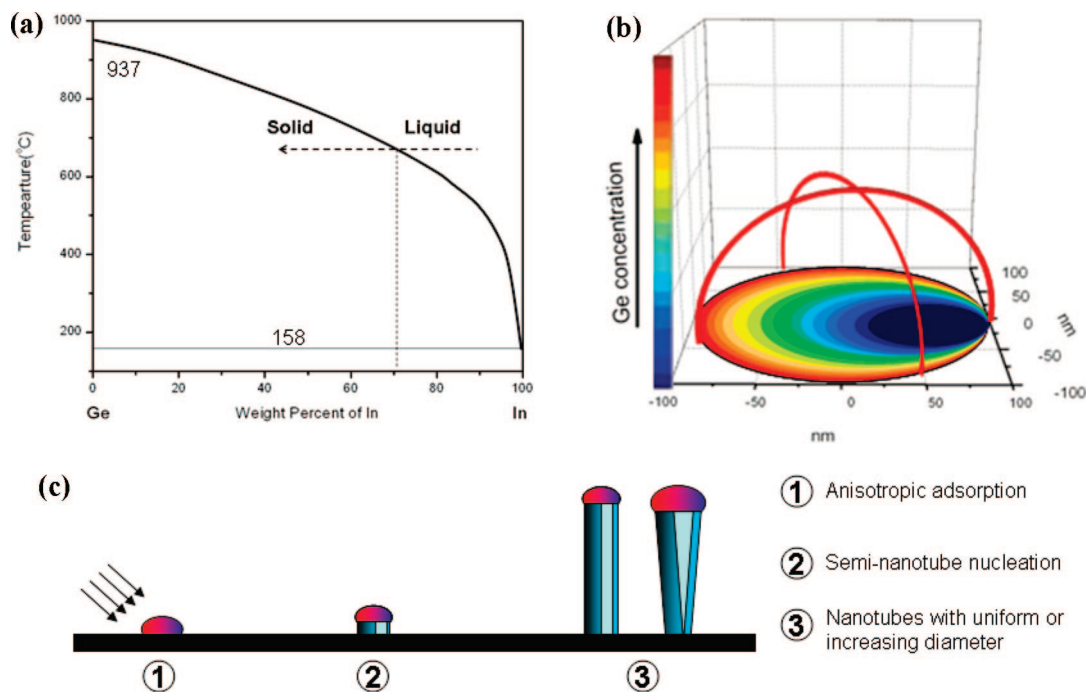 (a)
1000
800
600
400
200
Tempearture(°C)
937
Solid
Liquid
158
0
20
40
60
80
100
Ge
Weight Percent of In
In
(b)
Ge concentration
-100
-50
0
50
100
nm
100
50
0
-50
-100
nm
(c)
1
2
3
1 Anisotropic adsorption
2 Semi-nanotube nucleation
3 Nanotubes with uniform or
increasing diameter